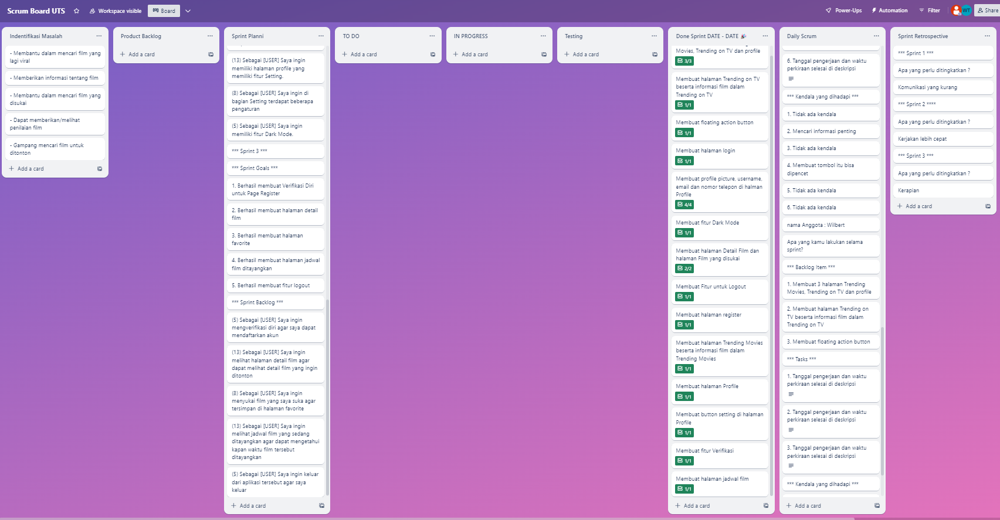 Scrum Board UTS
Workspace visible
Board
Power-Ups
Automation
Filter
WT
Share
Indentifikasi Masalah
- Membantu dalam mencari film yang
lagi viral
- Memberikan informasi tentang film
- Membantu dalam mencari film yang
disukai
- Dapat memberikan/melihat
penilaian film
- Gampang mencari film untuk
ditonton
+ Add a card
Product Backlog
+ Add a card
Sprint Planni
(13) Sebagai [USER] Saya ingin
memiliki halaman profile yang
memiliki fitur Setting.
(8) Sebagai [USER] Saya ingin di
bagian Setting terdapat beberapa
pengaturan
(5) Sebagai [USER] Saya ingin
memiliki fitur Dark Mode.
*** Sprint 3 ***
*** Sprint Goals ***
1. Berhasil membuat Verifikasi Diri
untuk Page Register
2. Berhasil membuat halaman detail
film
3. Berhasil membuat halaman
favorite
4. Berhasil membuat halaman jadwal
film ditayangkan
5. Berhasil membuat fitur logout
*** Sprint Backlog ***
(5) Sebagai [USER] Saya ingin
mengverifikasi diri agar saya dapat
mendaftarkan akun
(13) Sebagai [USER] Saya ingin
melihat halaman detail film agar
dapat melihat detail film yang ingin
ditonton
(8) Sebagai [USER] Saya ingin
menyukai film yang saya suka agar
tersimpan di halaman favorite
(13) Sebagai [USER] Saya ingin
melihat jadwal film yang sedang
ditayangkan agar dapat mengetahui
kapan waktu film tersebut
ditayangkan
(5) Sebagai [USER] Saya ingin keluar
dari aplikasi tersebut agar saya
keluar
+ Add a card
TO DO
+ Add a card
IN PROGRESS
+ Add a card
Testing
+ Add a card
Done Sprint DATE - DATE 🎉
Movies, Trending on TV dan profile
3/3
Membuat halaman Trending on TV
beserta informasi film dalam
Trending on TV
1/1
Membuat floating action button
1/1
Membuat halaman login
1/1
Membuat profile picture, username,
email dan nomor telepon di halman
Profile
4/4
Membuat fitur Dark Mode
1/1
Membuat halaman Detail Film dan
halaman Film yang disukai
2/2
Membuat Fitur untuk Logout
1/1
Membuat halaman register
1/1
Membuat halaman Trending Movies
beserta informasi film dalam
Trending Movies
1/1
Membuat halaman Profile
1/1
Membuat button setting di halaman
Profile
1/1
Membuat fitur Verifikasi
1/1
Membuat halaman jadwal film
1/1
+ Add a card
Daily Scrum
6. Tanggal pengerjaan dan waktu
perkiraan selesai di deskripsi
*** Kendala yang dihadapi ***
1. Tidak ada kendala
2. Mencari informasi penting
3. Tidak ada kendala
4. Membuat tombol itu bisa
dipencet
5. Tidak ada kendala
6. Tidak ada kendala
nama Anggota : Wilbert
Apa yang kamu lakukan selama
sprint?
*** Backlog Item ***
1. Membuat 3 halaman Trending
Movies, Trending on TV dan profile
2. Membuat halaman Trending on
TV beserta informasi film dalam
Trending on TV
3. Membuat floating action button
*** Tasks ***
1. Tanggal pengerjaan dan waktu
perkiraan selesai di deskripsi
2. Tanggal pengerjaan dan waktu
perkiraan selesai di deskripsi
3. Tanggal pengerjaan dan waktu
perkiraan selesai di deskripsi
*** Kendala yang dihadapi ***
+ Add a card
Sprint Retrospective
*** Sprint 1 ***
Apa yang perlu ditingkatkan ?
Komunikasi yang kurang
*** Sprint 2 ****
Apa yang perlu ditingkatkan ?
Kerjakan lebih cepat
*** Sprint 3 ***
Apa yang perlu ditingkatkan ?
Kerapian
+ Add a card